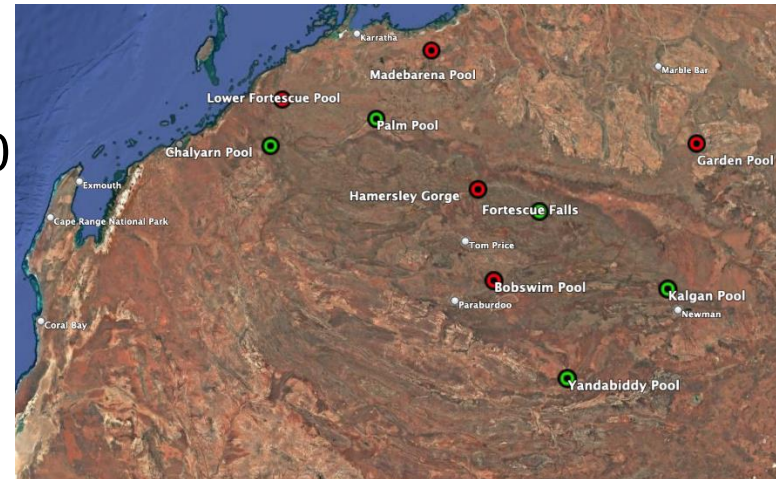 Karratha
Madebarena Pool
Marble Bar
Lower Fortescue Pool
Palm Pool
0
Chalyarn Pool
Garden Pool
Exmouth
Hamersley Gorge
Fortescue Falls
Cape Range National Park
Tom Price
Bobswim Pool
Kalgan Pool
Paraburdoo
Newman
Coral Bay
Yandabiddy Pool